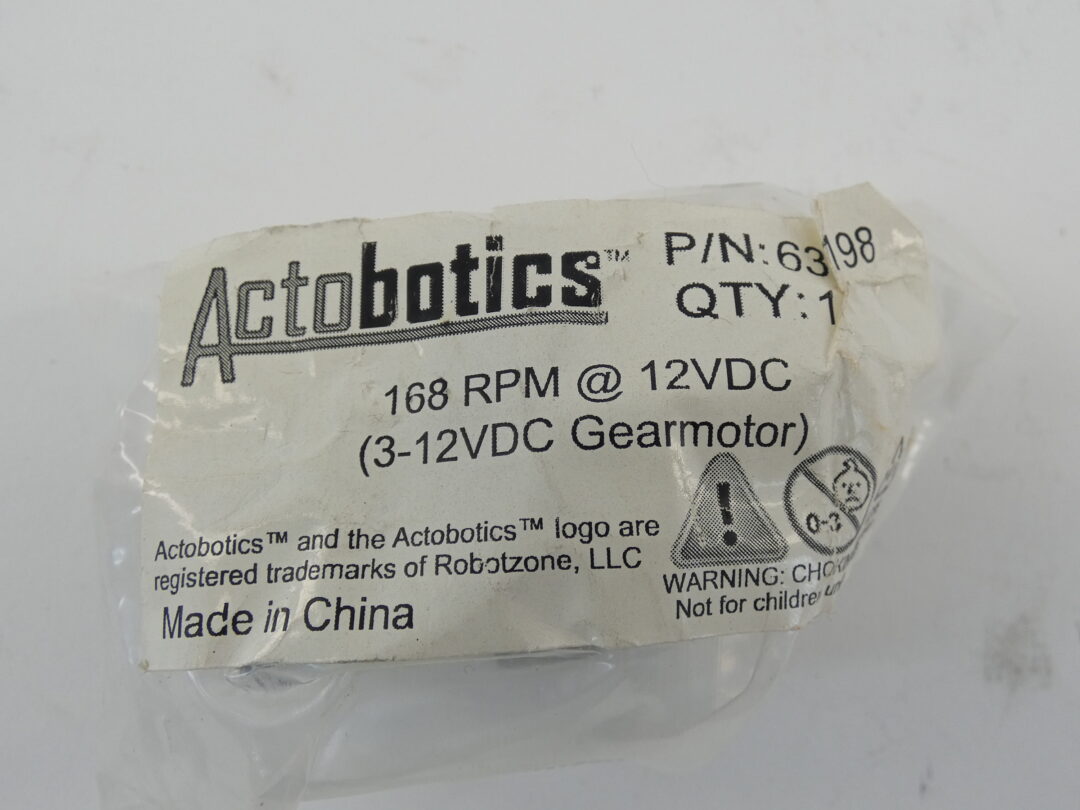 Actobotics™
P/N: 63198
QTY: 1
168 RPM @ 12VDC
(3-12VDC Gearmotor)
0-3
Actobotics™ and the Actobotics™ logo are
registered trademarks of Robotzone, LLC
Made in China
WARNING:
Not for